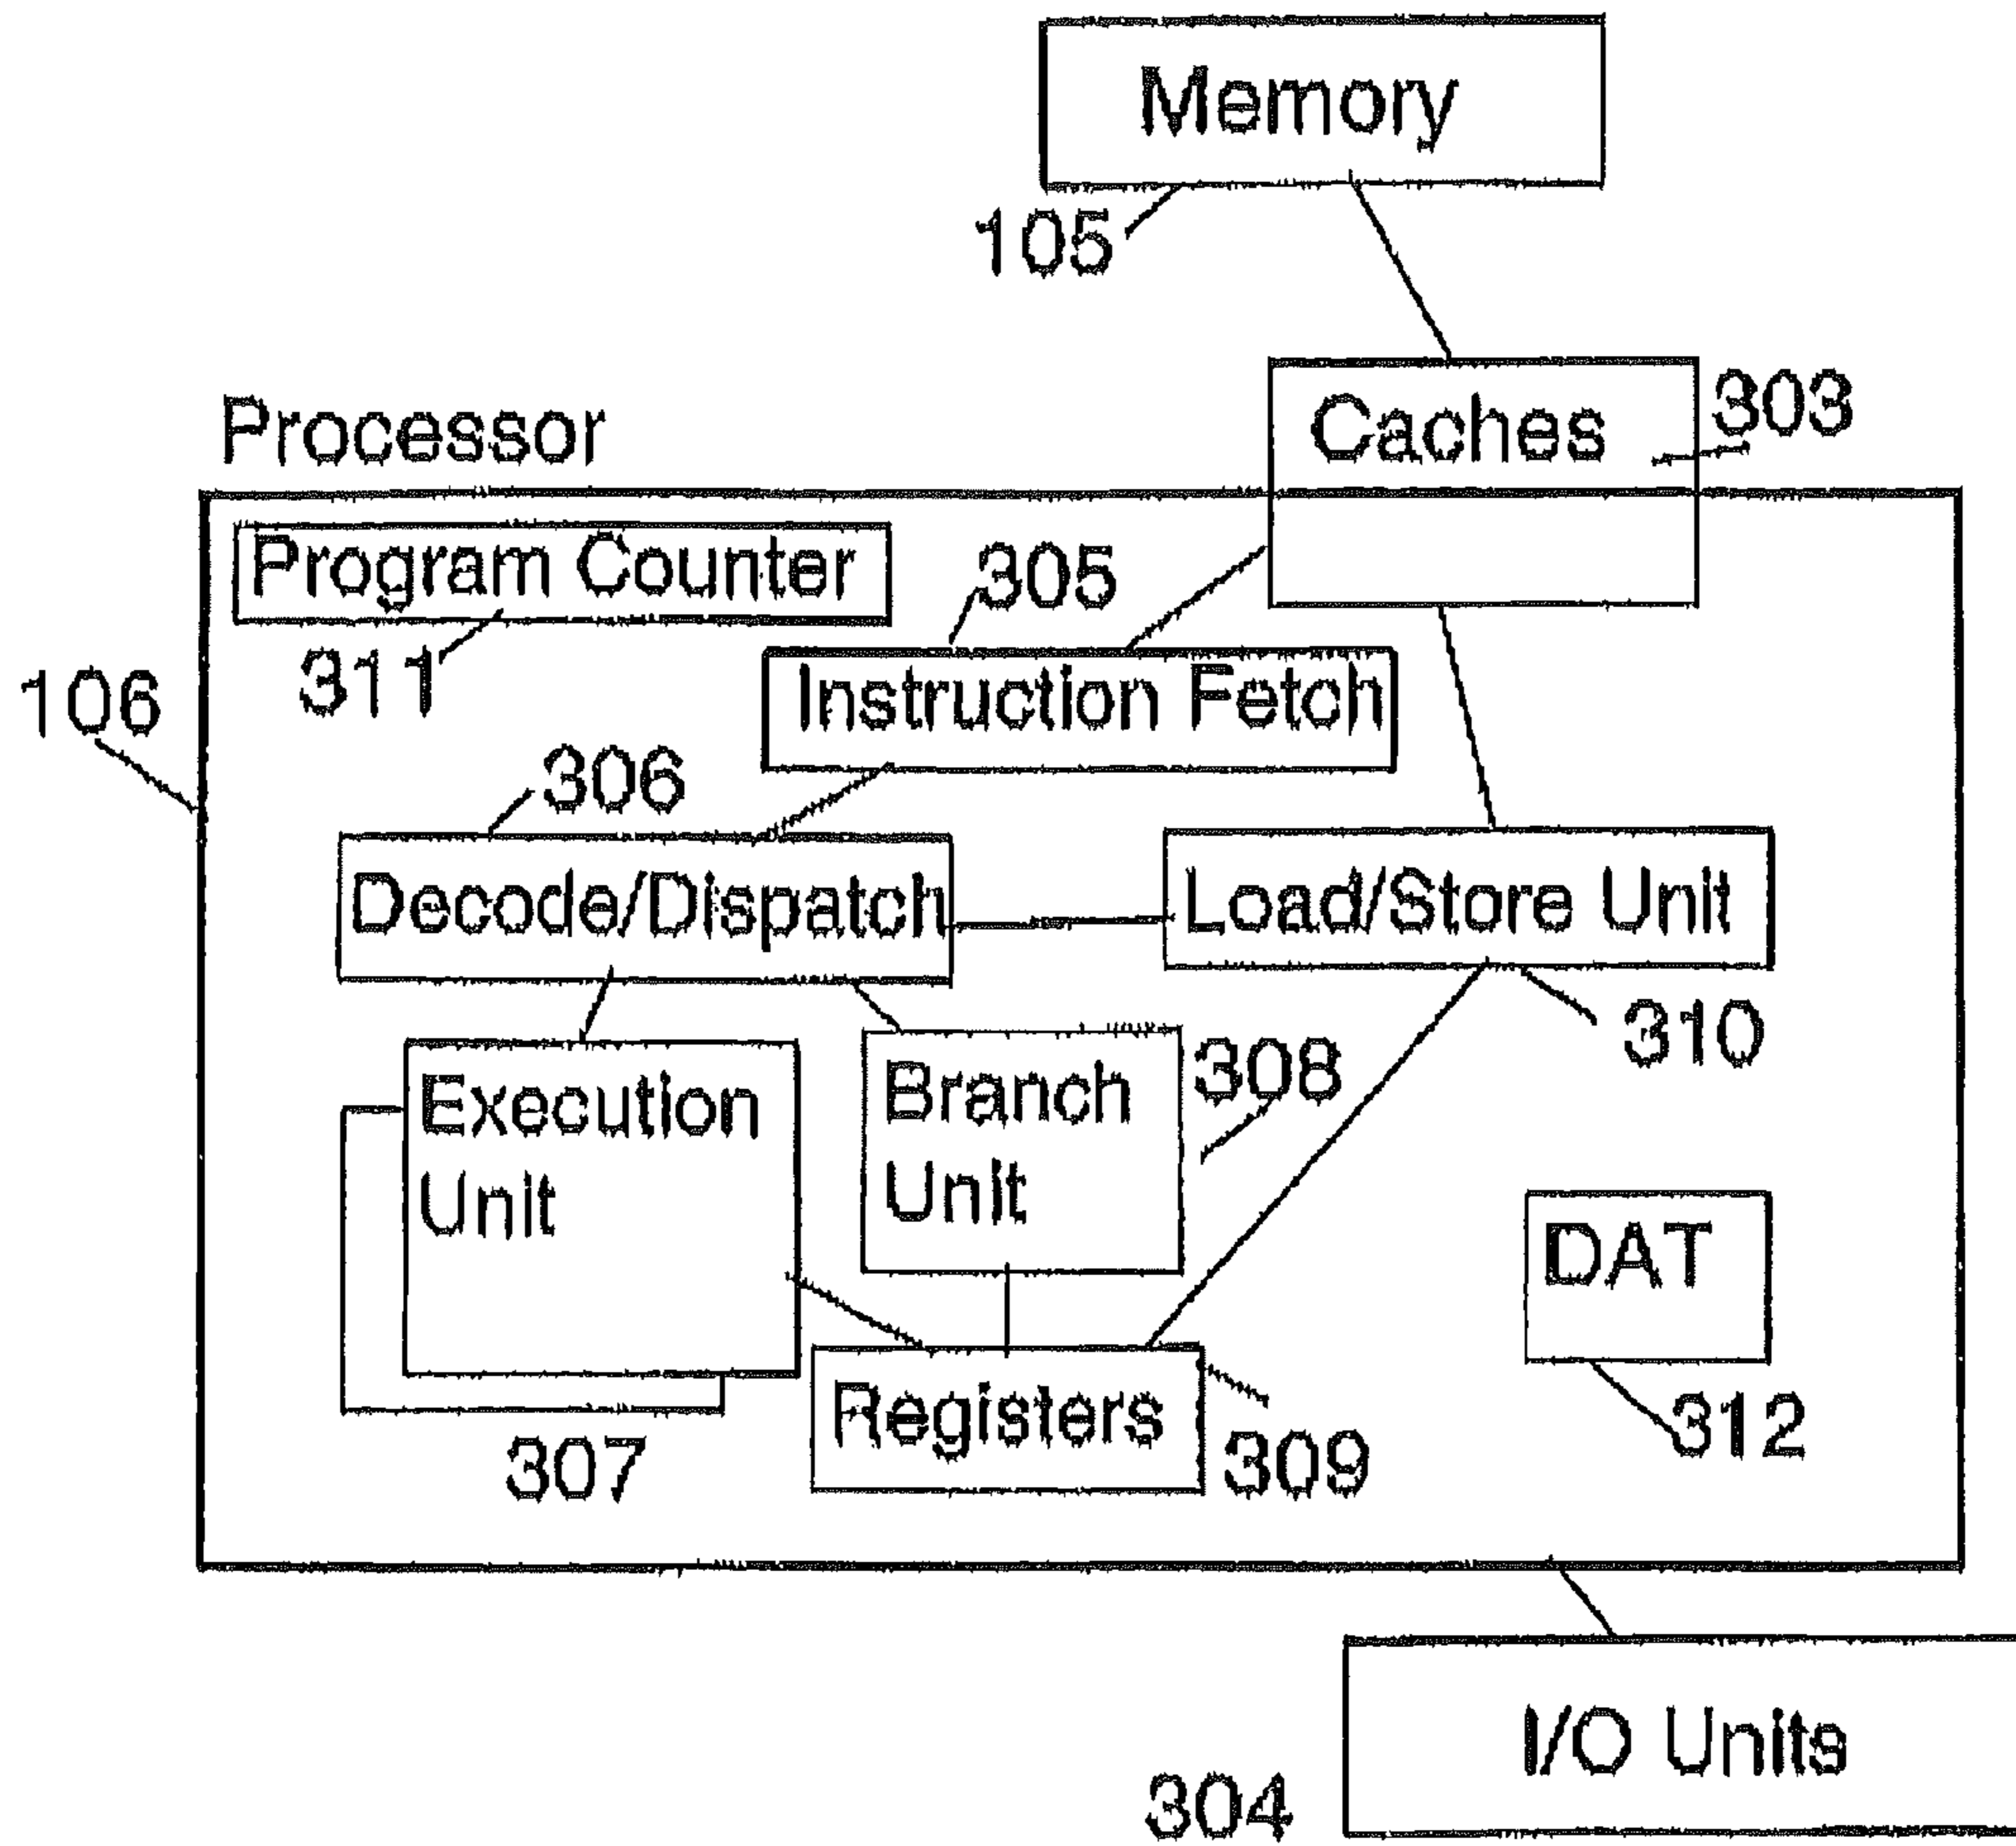 Memory
105
Caches
303
Processor
Program Counter
305
311
Instruction Fetch
106
306
Decode/Dispatch
Load/Store Unit
310
Execution
Unit
Branch
Unit
308
DAT
Registers
312
307
309
I/O Units
304